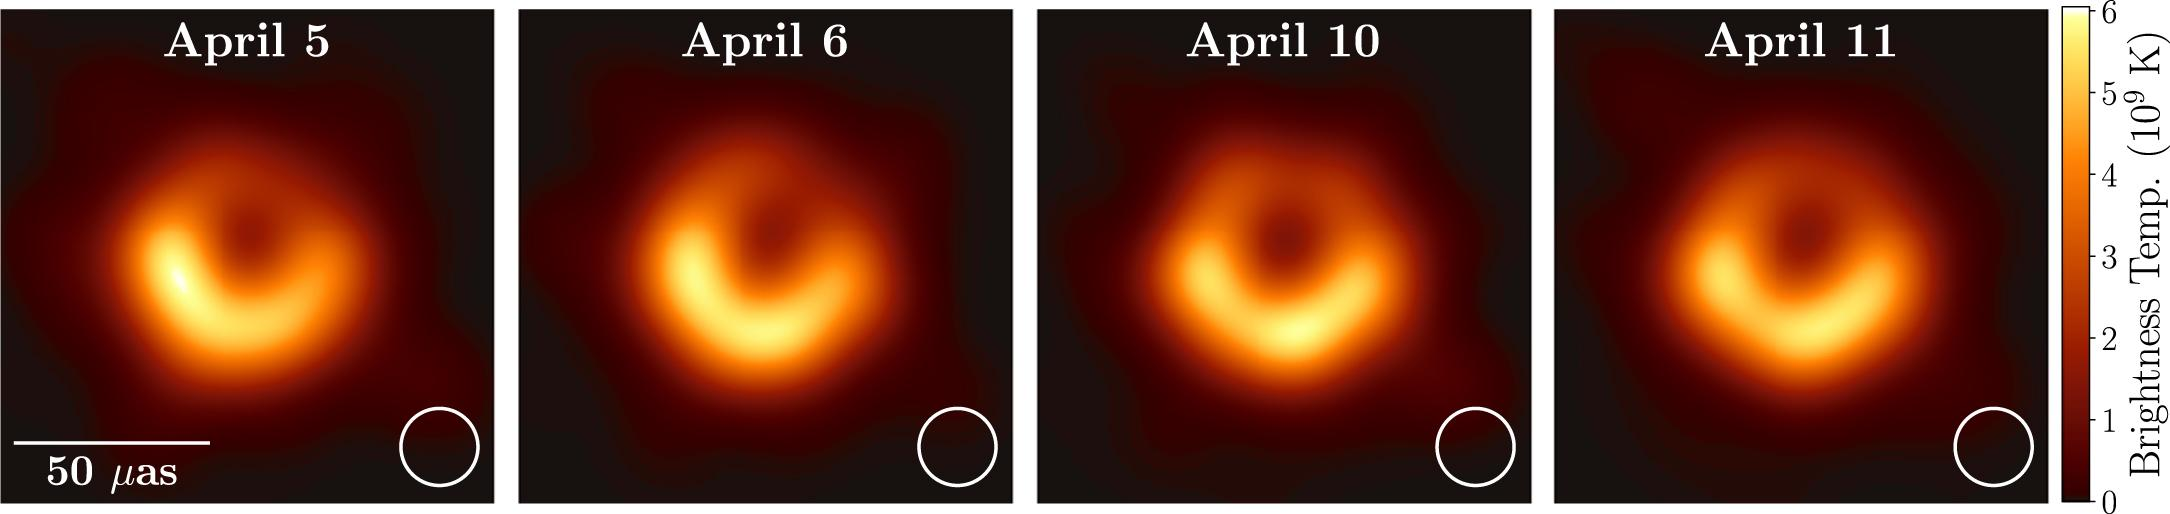 April 5
April 6
April 10
April 11
50 μas
6
5
4
3
2
1
0
Brightness Temp. (10⁹ K)